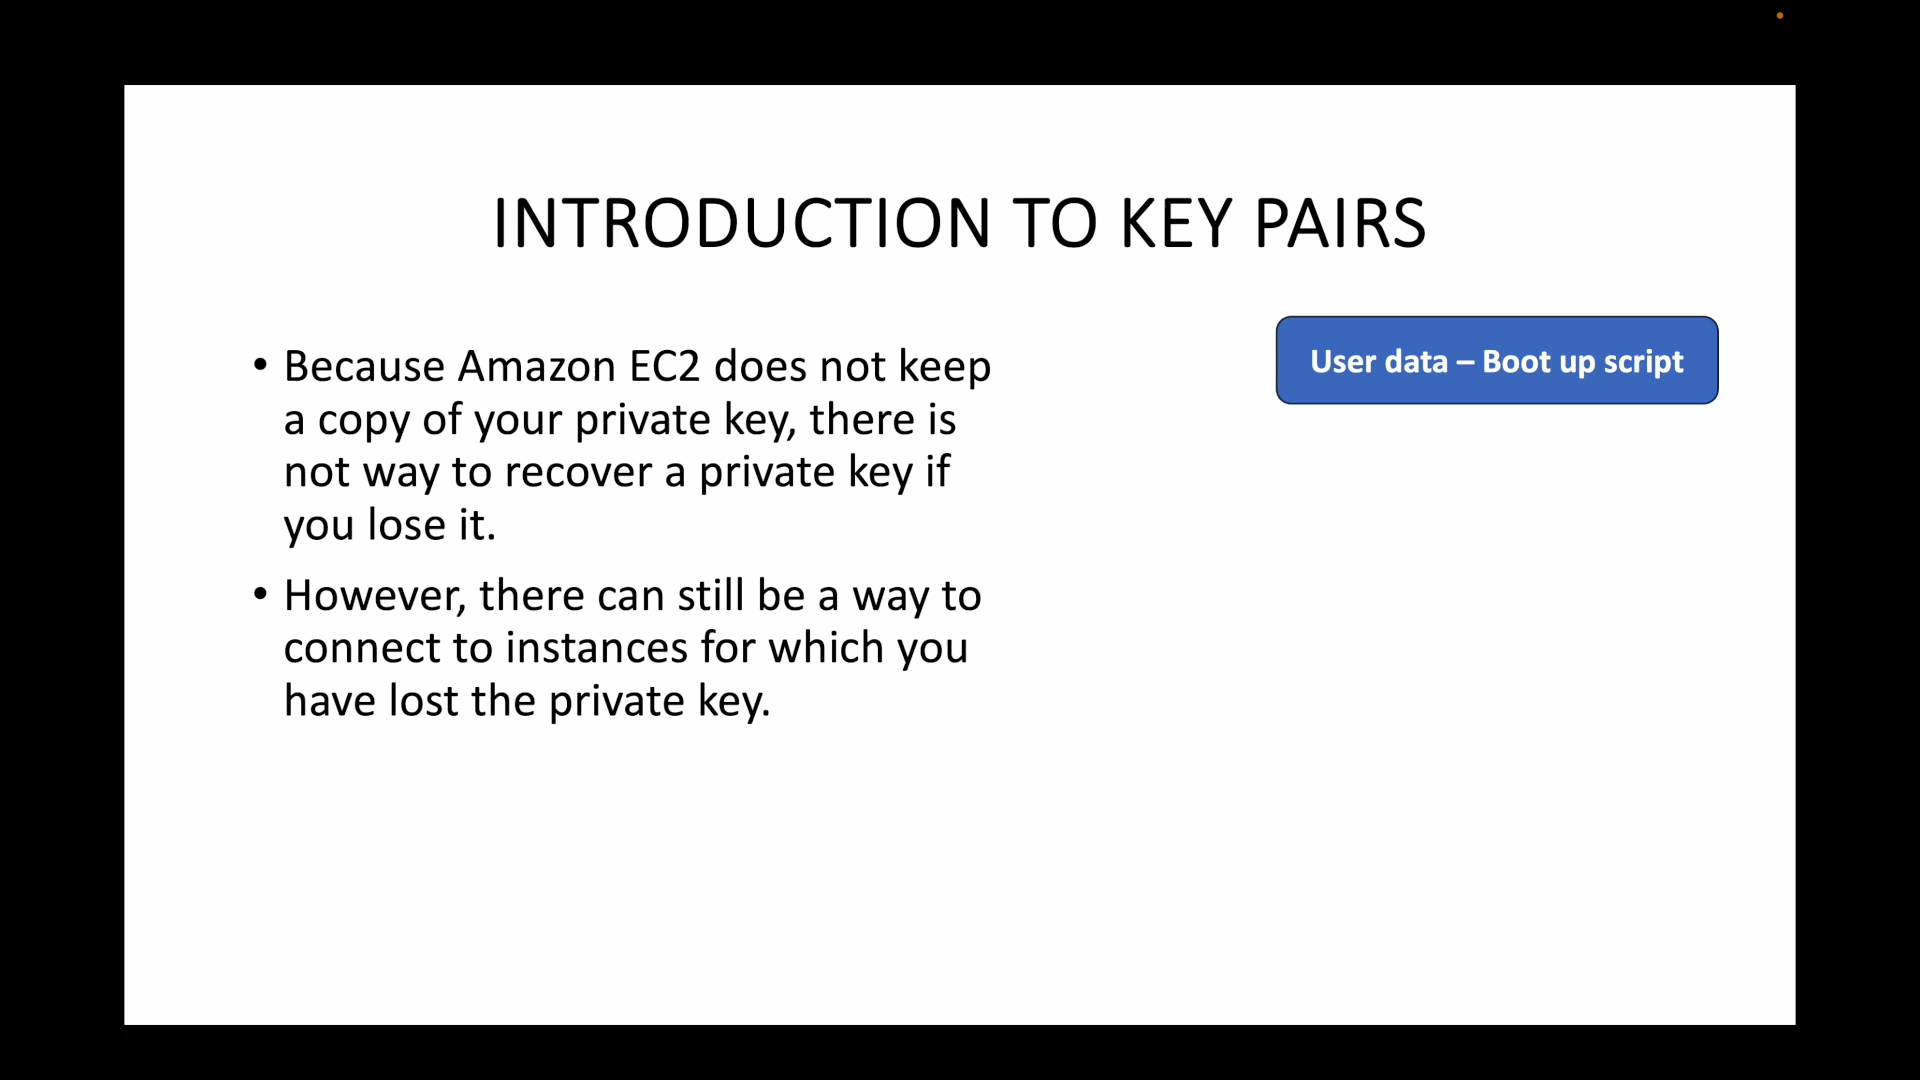 INTRODUCTION TO KEY PAIRS
• Because Amazon EC2 does not keep
a copy of your private key, there is
not way to recover a private key if
you lose it.
• However, there can still be a way to
connect to instances for which you
have lost the private key.
User data – Boot up script